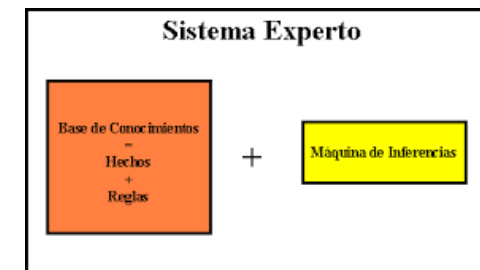 Sistema Experto
Base de Conocimientos
=
Hechos
+
Reglas
+
Máquina de Inferencias